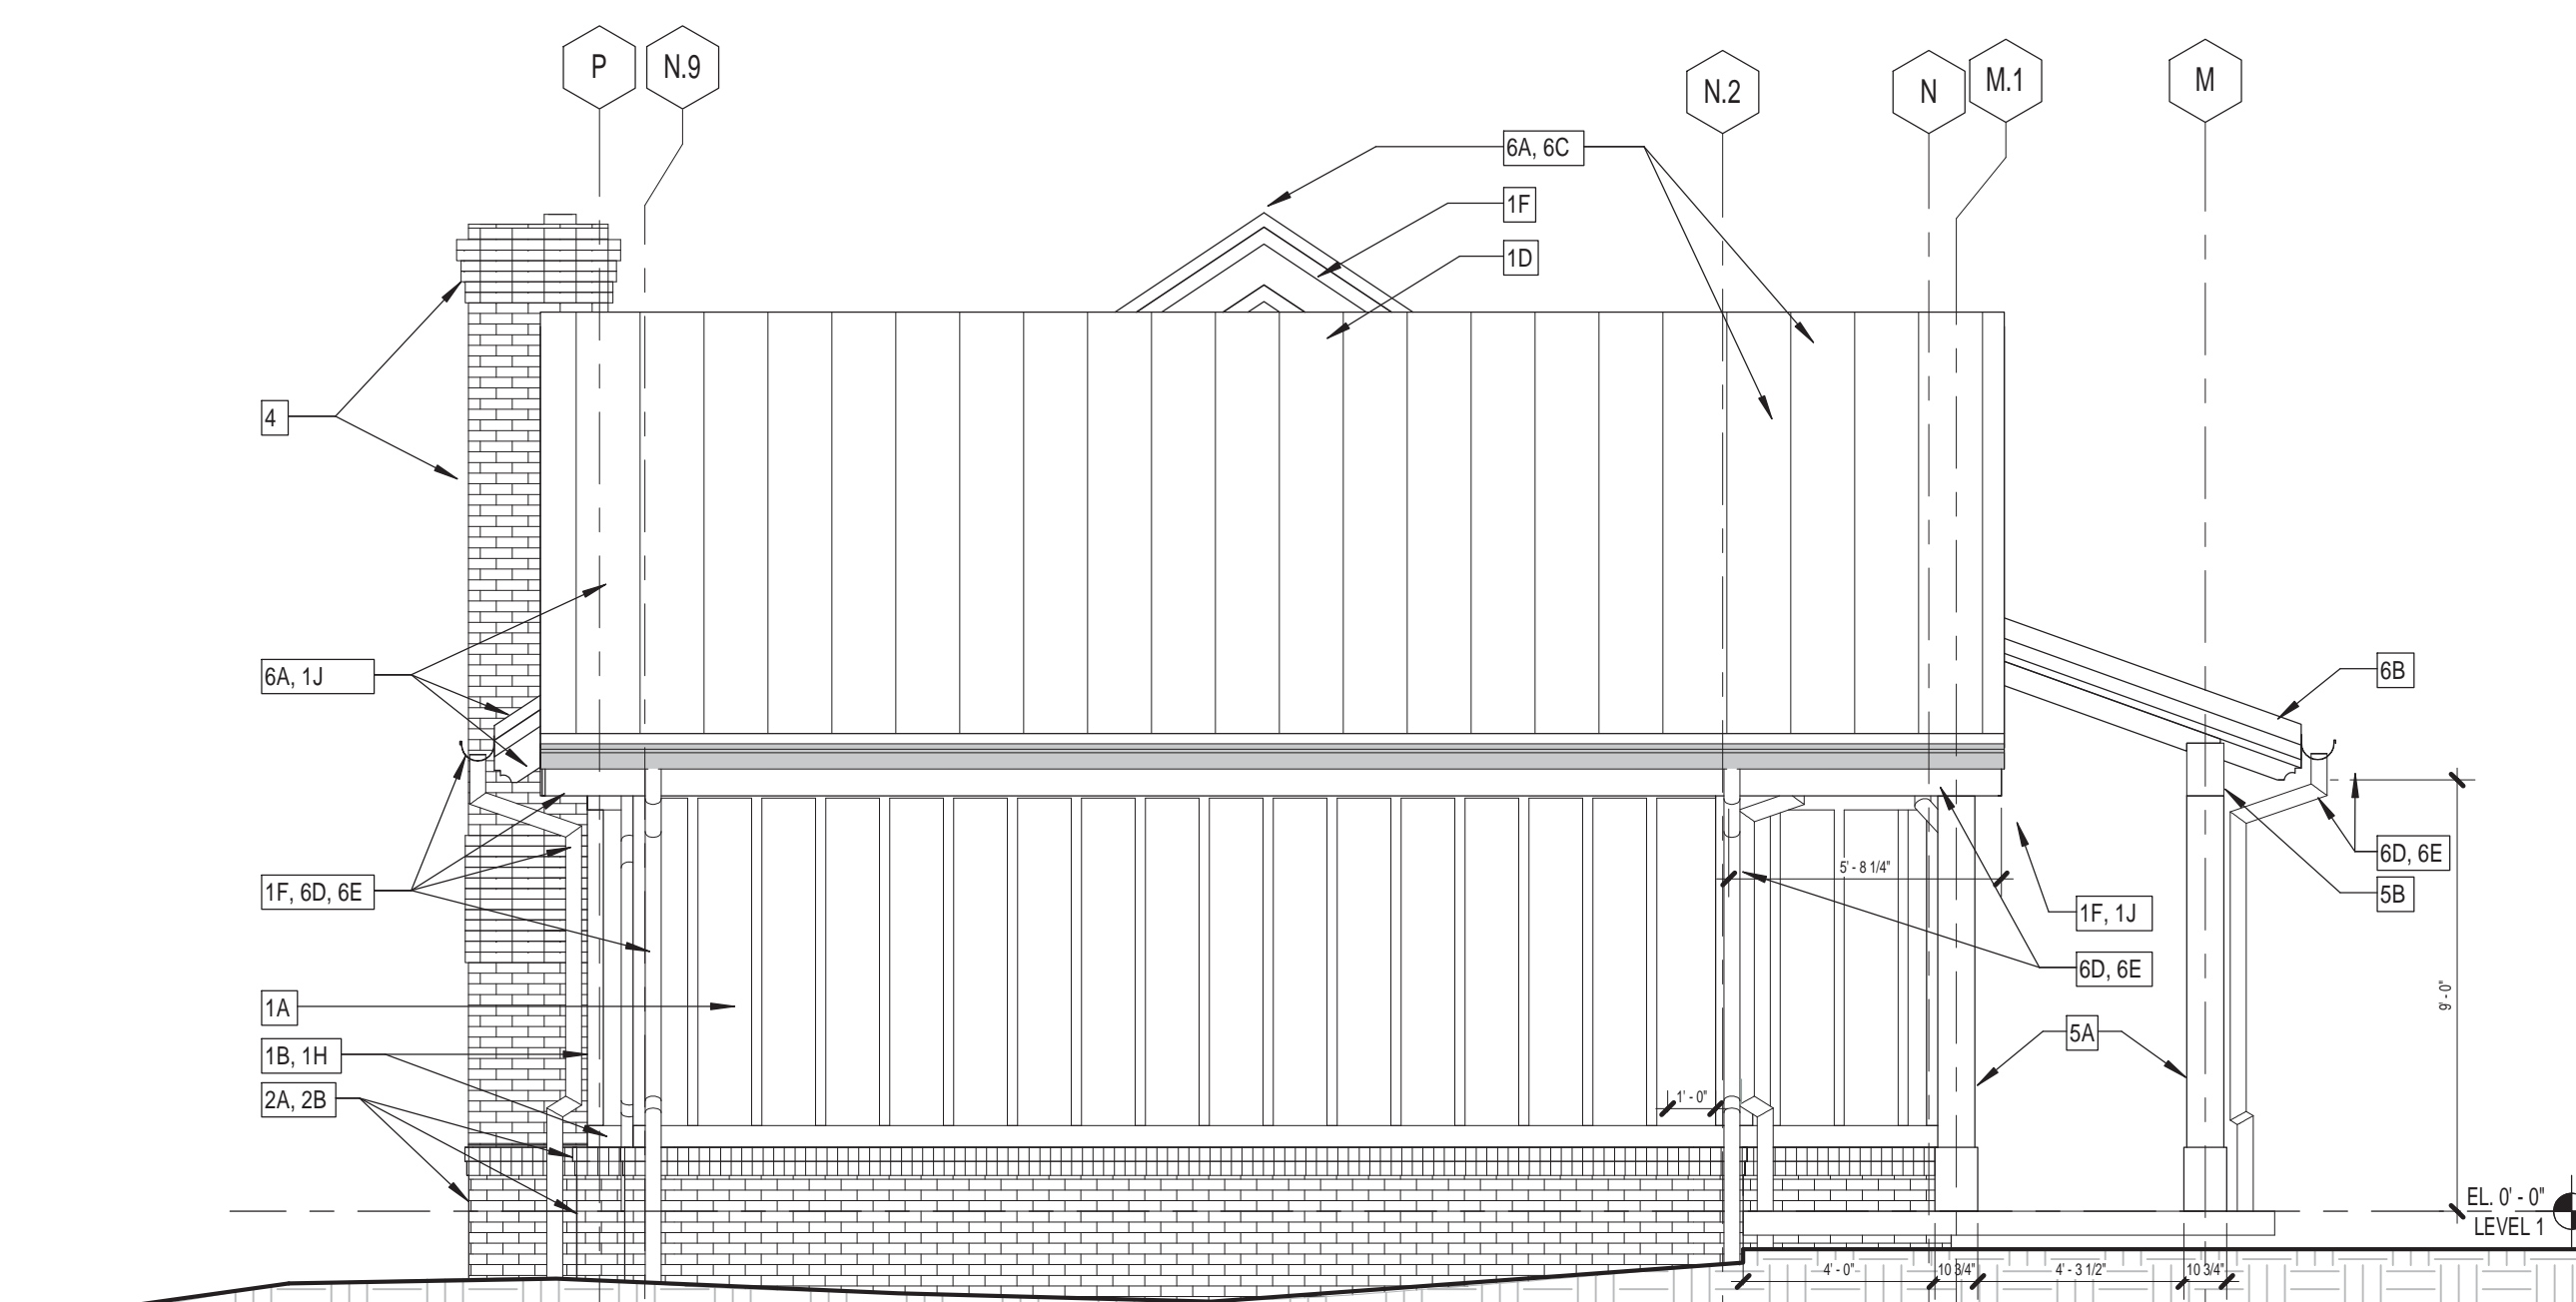 P
N.9
N.2
N
M.1
M
6A, 6C
1F
1D
4
6A, 1J
6B
6D, 6E
5' - 8 1/4"
1F, 6D, 6E
5B
1F, 1J
6D, 6E
9' - 0"
1A
5A
1B, 1H
2A, 2B
1' - 0"
EL. 0' - 0"
LEVEL 1
4' - 0"
10 3/4"
4' - 3 1/2"
10 3/4"